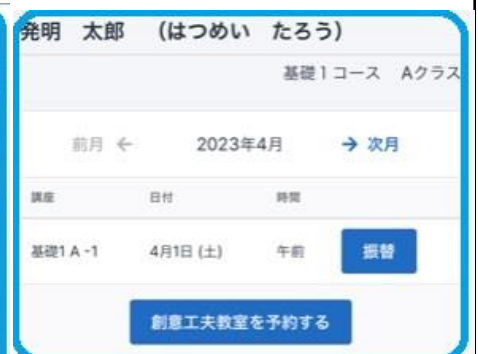 発明　太郎　（はつめい　たろう）
基礎1コース　Aクラス
前月 ← 2023年4月 → 次月
講座 日付 時間
基礎1 A -1 4月1日 (土) 午前 振替
創意工夫教室を予約する